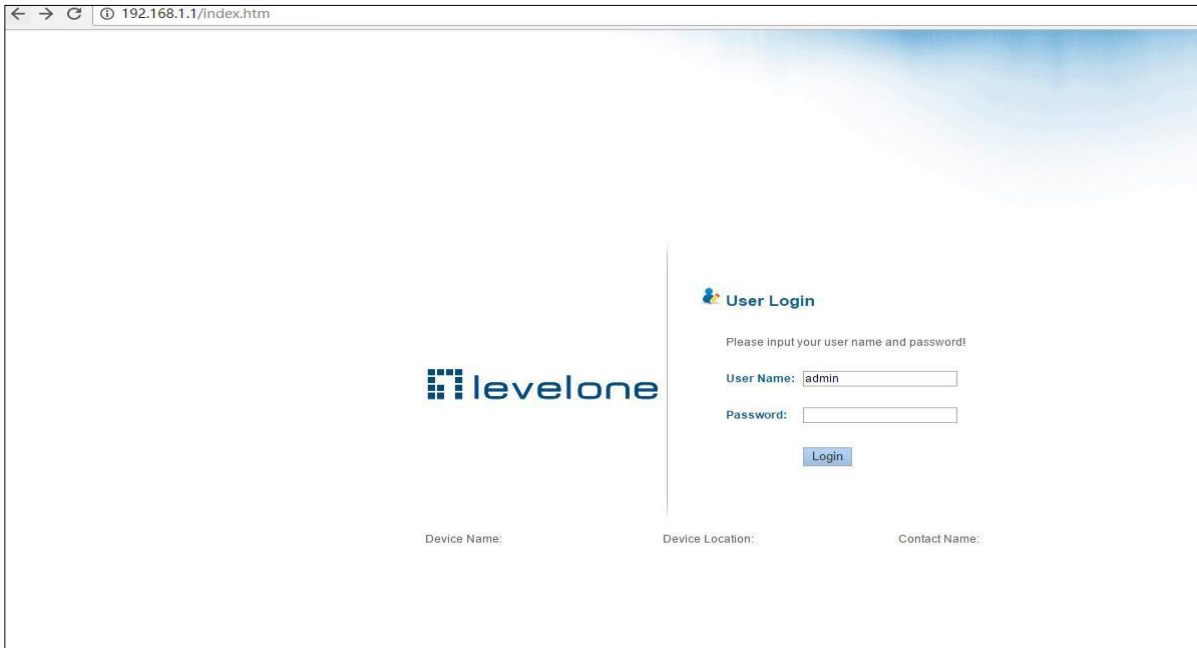 192.168.1.1/index.htm
User Login
Please input your user name and password!
levelone
User Name: admin
Password:
Login
Device Name: Device Location: Contact Name: